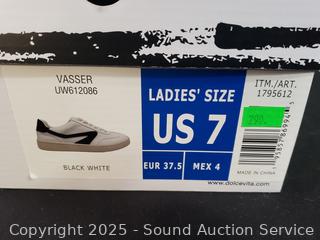 VASSER
UW612086
BLACK WHITE
LADIES' SIZE
US 7
EUR 37.5
MEX 4
www.dolcevita.com
ITM./ART.
1795612
290
MADE IN CHINA
Copyright 2025 - Sound Auction Service